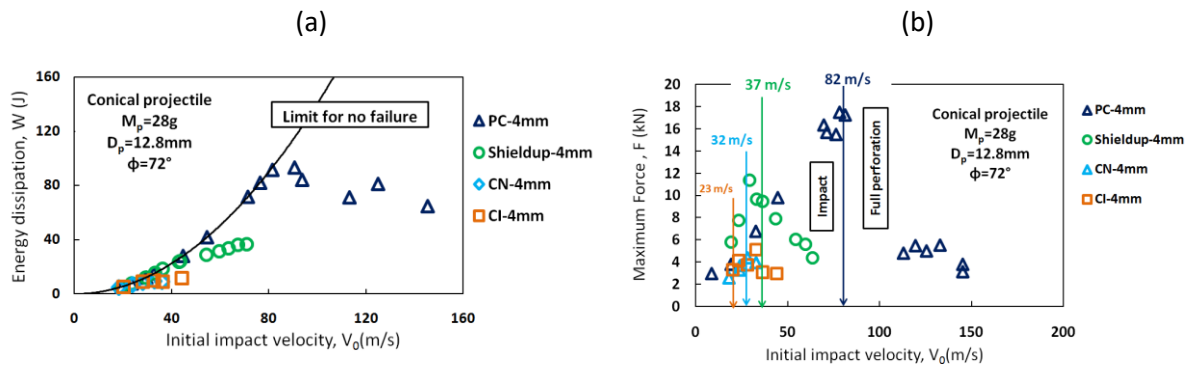 (a)
(b)
160
120
80
40
0
Energy dissipation, W (J)
Conical projectile
Mp=28g
Dp=12.8mm
ϕ=72°
Limit for no failure
PC-4mm
Shieldup-4mm
CN-4mm
CI-4mm
0 40 80 120 160
Initial impact velocity, V0(m/s)
20
18
16
14
12
10
8
6
4
2
0
Maximum Force , F (kN)
23 m/s
32 m/s
37 m/s
82 m/s
Impact
Full perforation
Conical projectile
Mp=28g
Dp=12.8mm
ϕ=72°
PC-4mm
Shieldup-4mm
CN-4mm
CI-4mm
0 50 100 150 200
Initial impact velocity, V0(m/s)